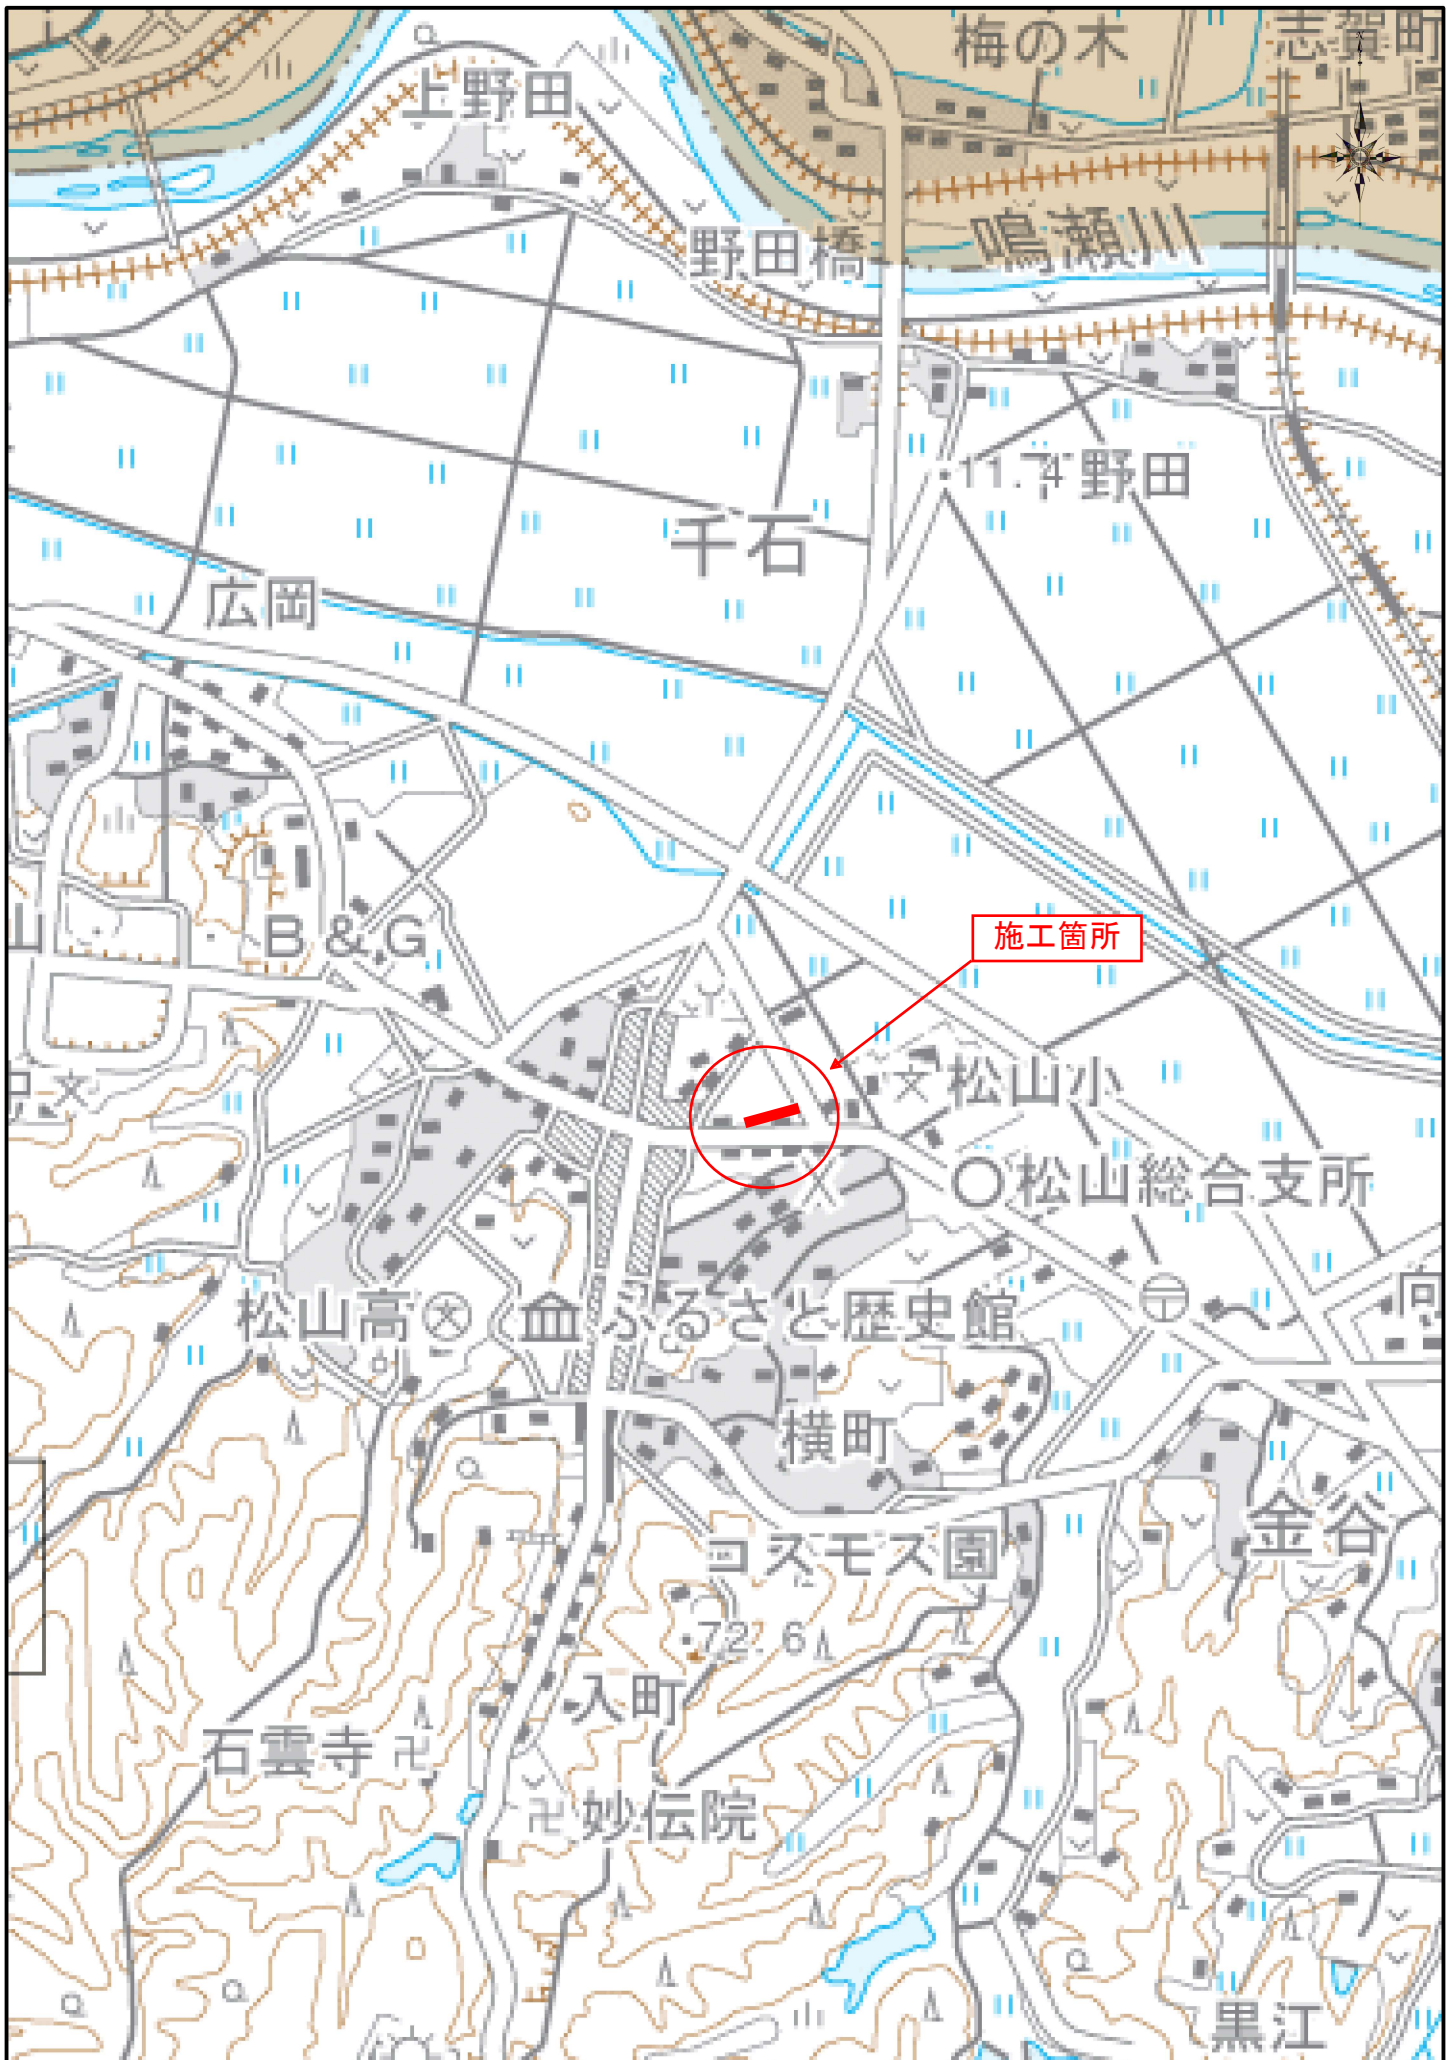 梅の木
志賀町
上野田
野田橋
鳴瀬川
11.4
下野田
千石
広岡
B&G
施工箇所
松山小
松山総合支所
松山高
ふるさと歴史館
向
横町
金谷
コスモス園
72.6
入町
石雲寺
妙伝院
黒江